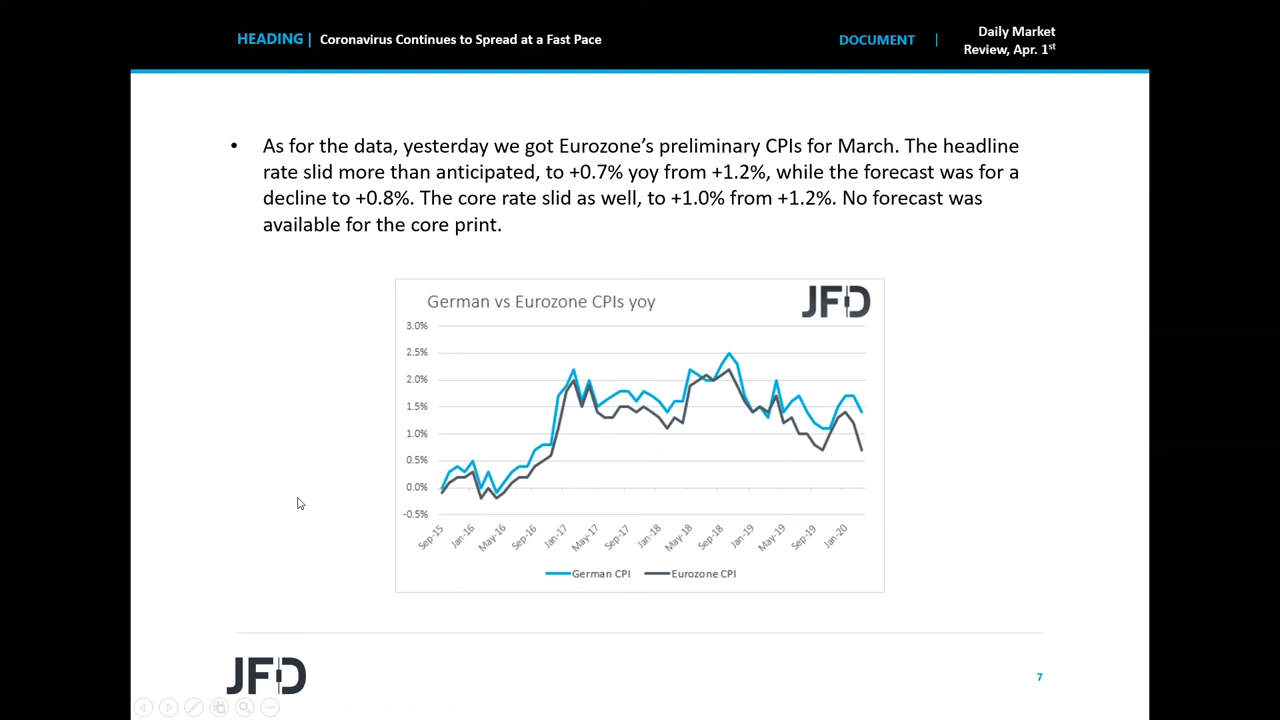 HEADING | Coronavirus Continues to Spread at a Fast Pace
DOCUMENT | Daily Market
Review, Apr. 1st
• As for the data, yesterday we got Eurozone’s preliminary CPIs for March. The headline
rate slid more than anticipated, to +0.7% yoy from +1.2%, while the forecast was for a
decline to +0.8%. The core rate slid as well, to +1.0% from +1.2%. No forecast was
available for the core print.
German vs Eurozone CPIs yoy
JFD
3.0%
2.5%
2.0%
1.5%
1.0%
0.5%
0.0%
-0.5%
Sep-15 Jan-16 May-16 Sep-16 Jan-17 May-17 Sep-17 Jan-18 May-18 Sep-18 Jan-19 May-19 Sep-19 Jan-20
German CPI Eurozone CPI
JFD
7